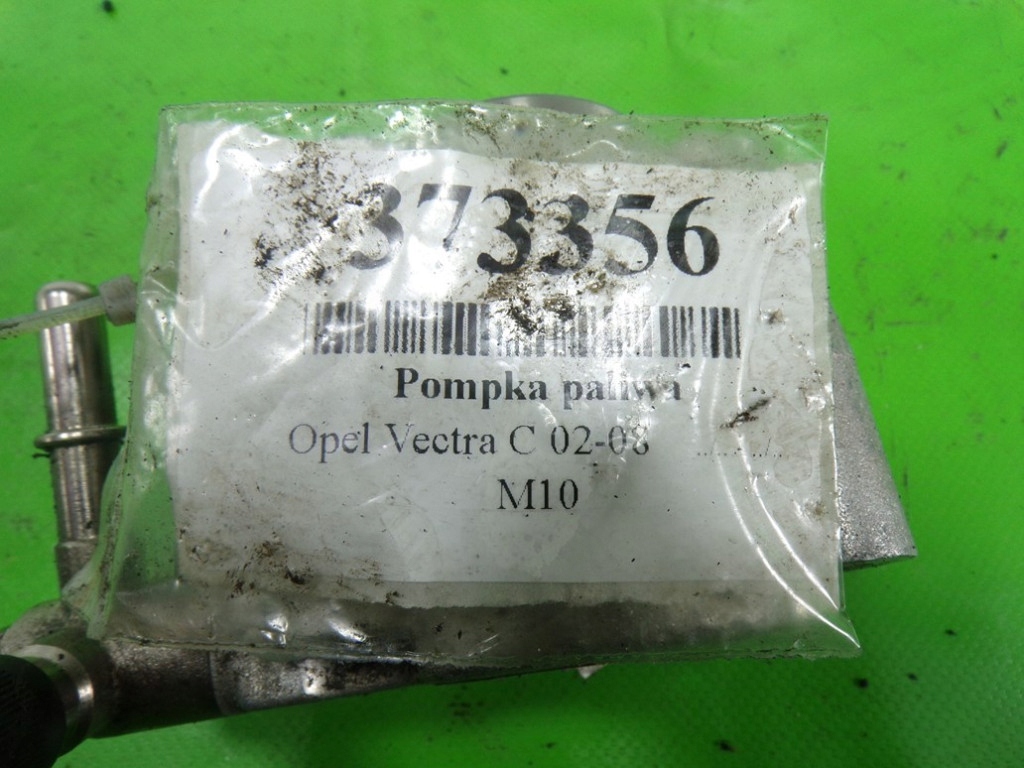 373356
Pompka paliwa
Opel Vectra C 02-08
M10